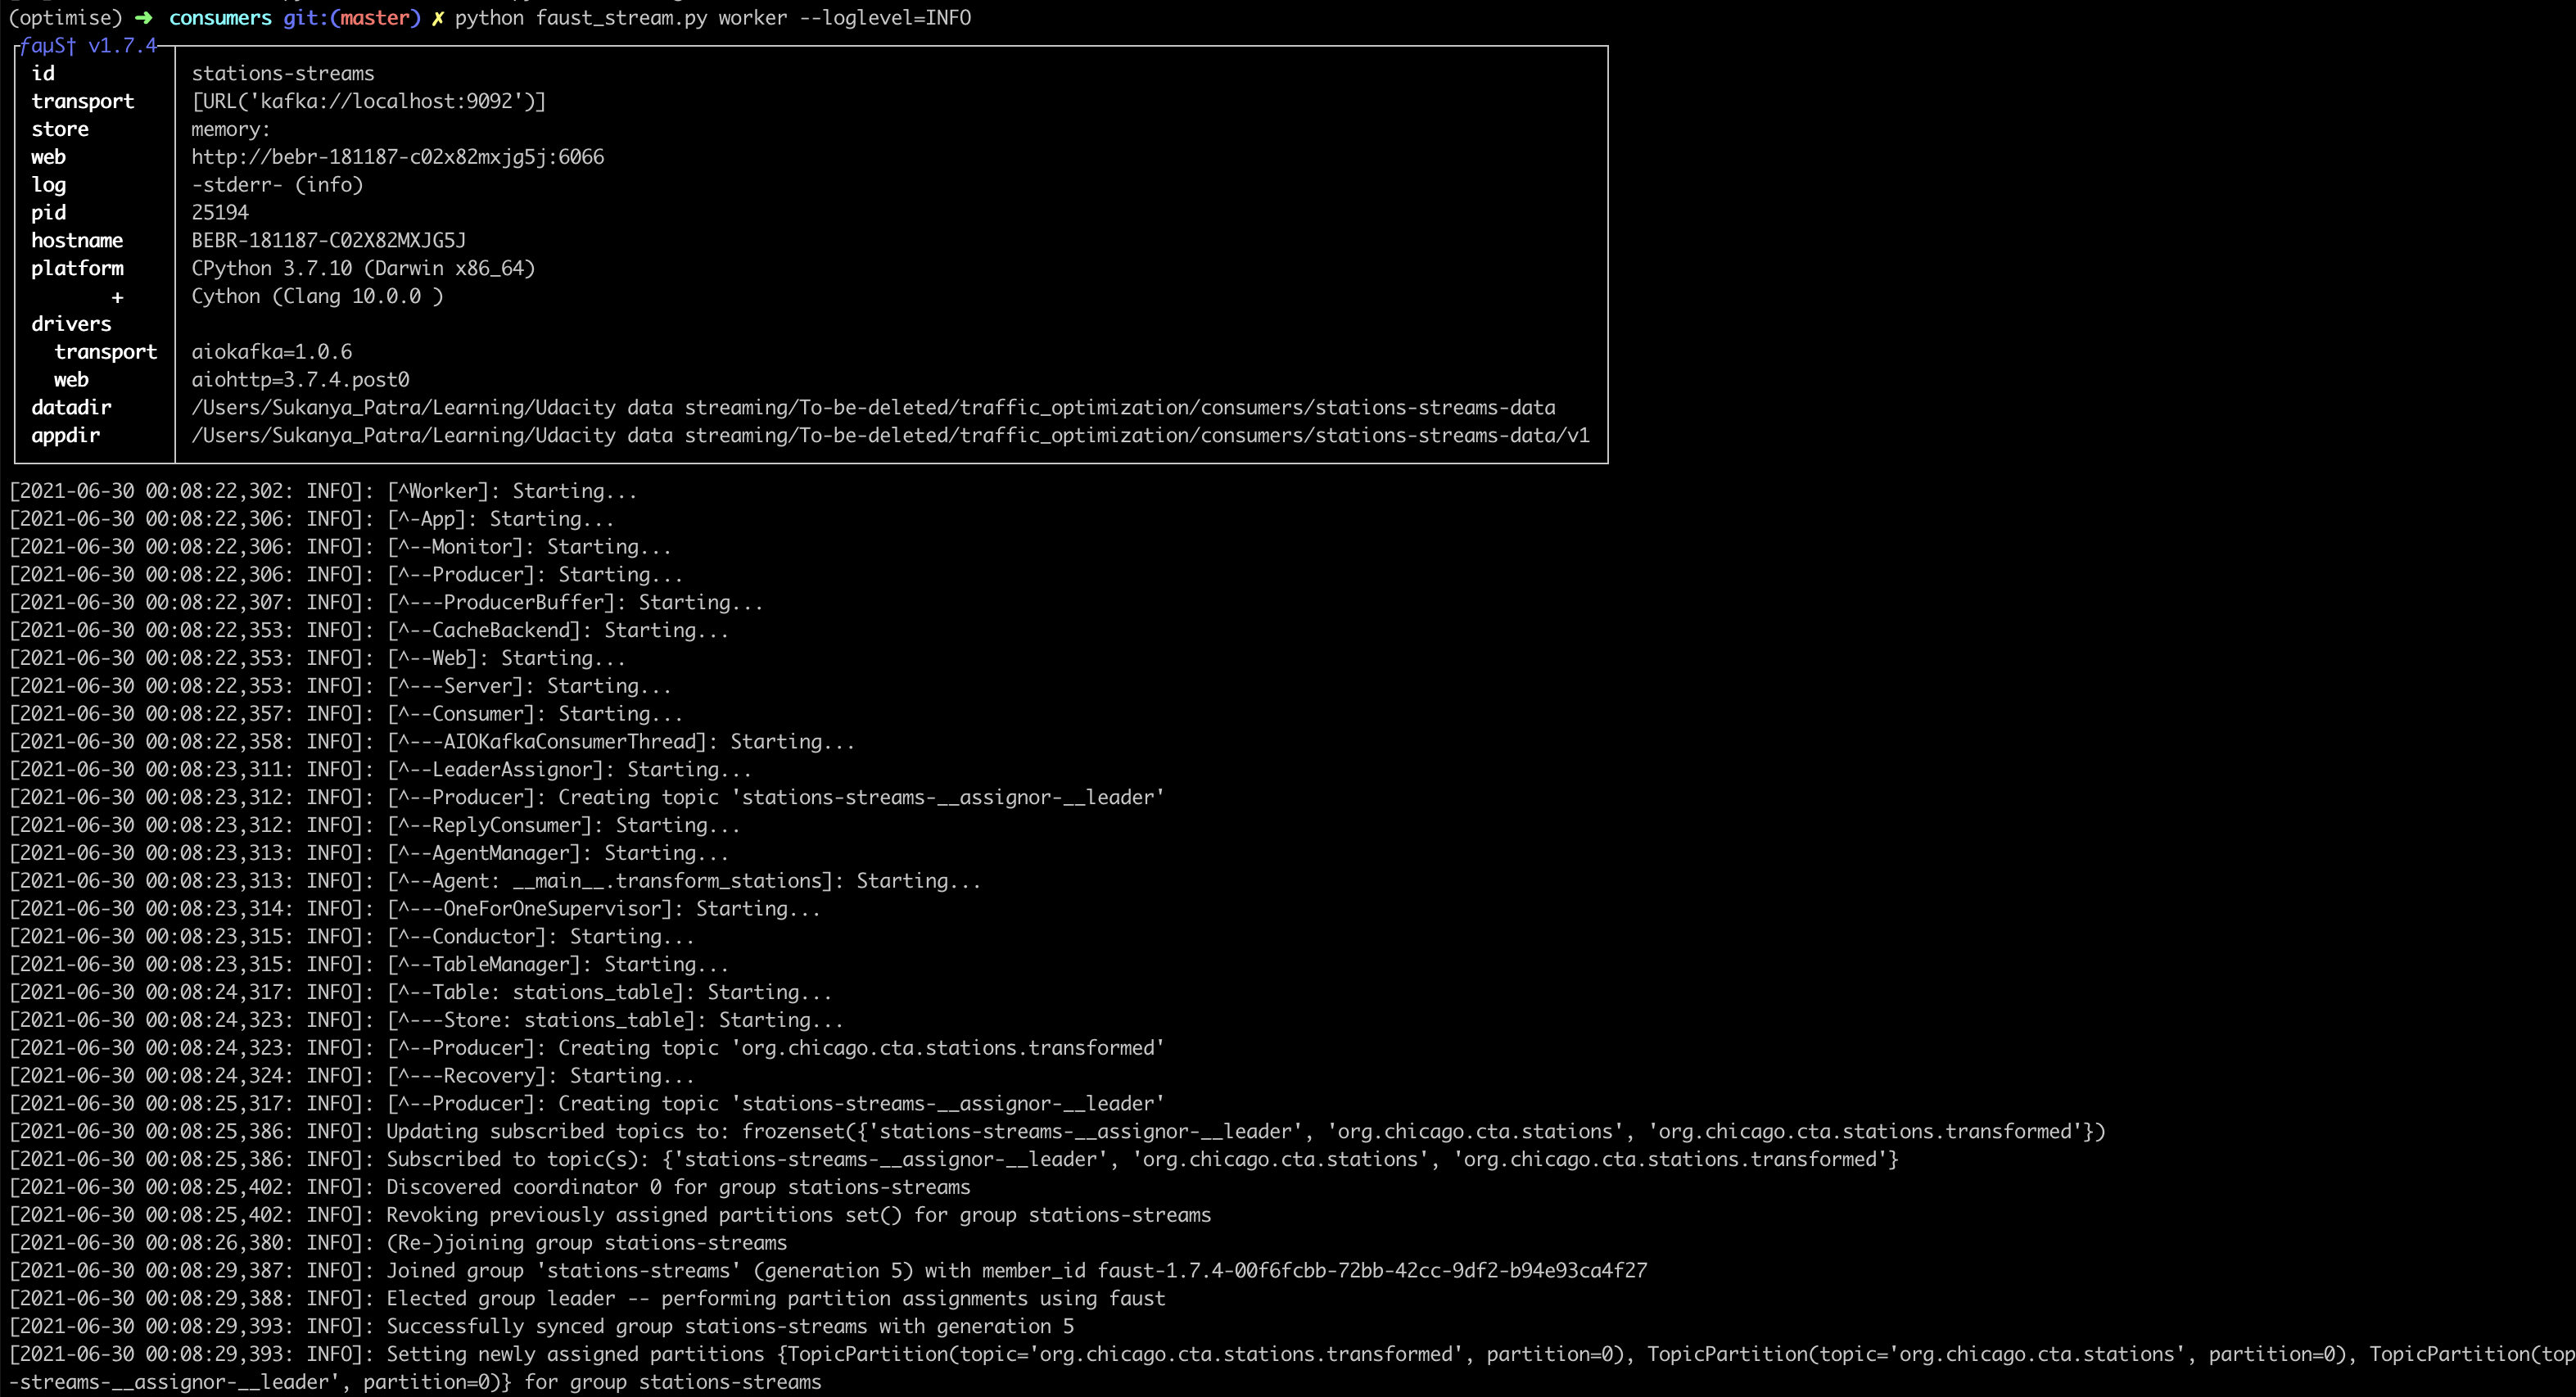 (optimise) ➜ consumers git:(master) ✗ python faust_stream.py worker --loglevel=INFO
ƒaµS† v1.7.4
id stations-streams
transport [URL('kafka://localhost:9092')]
store memory:
web http://bebr-181187-c02x82mxjg5j:6066
log -stderr- (info)
pid 25194
hostname BEBR-181187-C02X82MXJG5J
platform CPython 3.7.10 (Darwin x86_64)
+ Cython (Clang 10.0.0 )
drivers
transport aiokafka=1.0.6
web aiohttp=3.7.4.post0
datadir /Users/Sukanya_Patra/Learning/Udacity data streaming/To-be-deleted/traffic_optimization/consumers/stations-streams-data
appdir /Users/Sukanya_Patra/Learning/Udacity data streaming/To-be-deleted/traffic_optimization/consumers/stations-streams-data/v1
[2021-06-30 00:08:22,302: INFO]: [^Worker]: Starting...
[2021-06-30 00:08:22,306: INFO]: [^-App]: Starting...
[2021-06-30 00:08:22,306: INFO]: [^--Monitor]: Starting...
[2021-06-30 00:08:22,306: INFO]: [^--Producer]: Starting...
[2021-06-30 00:08:22,307: INFO]: [^---ProducerBuffer]: Starting...
[2021-06-30 00:08:22,353: INFO]: [^--CacheBackend]: Starting...
[2021-06-30 00:08:22,353: INFO]: [^--Web]: Starting...
[2021-06-30 00:08:22,353: INFO]: [^---Server]: Starting...
[2021-06-30 00:08:22,357: INFO]: [^--Consumer]: Starting...
[2021-06-30 00:08:22,358: INFO]: [^---AIOKafkaConsumerThread]: Starting...
[2021-06-30 00:08:23,311: INFO]: [^--LeaderAssignor]: Starting...
[2021-06-30 00:08:23,312: INFO]: [^--Producer]: Creating topic 'stations-streams-__assignor-__leader'
[2021-06-30 00:08:23,312: INFO]: [^--ReplyConsumer]: Starting...
[2021-06-30 00:08:23,313: INFO]: [^--AgentManager]: Starting...
[2021-06-30 00:08:23,313: INFO]: [^--Agent: __main__.transform_stations]: Starting...
[2021-06-30 00:08:23,314: INFO]: [^---OneForOneSupervisor]: Starting...
[2021-06-30 00:08:23,315: INFO]: [^--Conductor]: Starting...
[2021-06-30 00:08:23,315: INFO]: [^--TableManager]: Starting...
[2021-06-30 00:08:24,317: INFO]: [^--Table: stations_table]: Starting...
[2021-06-30 00:08:24,323: INFO]: [^---Store: stations_table]: Starting...
[2021-06-30 00:08:24,323: INFO]: [^--Producer]: Creating topic 'org.chicago.cta.stations.transformed'
[2021-06-30 00:08:24,324: INFO]: [^---Recovery]: Starting...
[2021-06-30 00:08:25,317: INFO]: [^--Producer]: Creating topic 'stations-streams-__assignor-__leader'
[2021-06-30 00:08:25,386: INFO]: Updating subscribed topics to: frozenset({'stations-streams-__assignor-__leader', 'org.chicago.cta.stations', 'org.chicago.cta.stations.transformed'})
[2021-06-30 00:08:25,386: INFO]: Subscribed to topic(s): {'stations-streams-__assignor-__leader', 'org.chicago.cta.stations', 'org.chicago.cta.stations.transformed'}
[2021-06-30 00:08:25,402: INFO]: Discovered coordinator 0 for group stations-streams
[2021-06-30 00:08:25,402: INFO]: Revoking previously assigned partitions set() for group stations-streams
[2021-06-30 00:08:26,380: INFO]: (Re-)joining group stations-streams
[2021-06-30 00:08:29,387: INFO]: Joined group 'stations-streams' (generation 5) with member_id faust-1.7.4-00f6fcbb-72bb-42cc-9df2-b94e93ca4f27
[2021-06-30 00:08:29,388: INFO]: Elected group leader -- performing partition assignments using faust
[2021-06-30 00:08:29,393: INFO]: Successfully synced group stations-streams with generation 5
[2021-06-30 00:08:29,393: INFO]: Setting newly assigned partitions {TopicPartition(topic='org.chicago.cta.stations.transformed', partition=0), TopicPartition(topic='org.chicago.cta.stations', partition=0), TopicPartition(top
-streams-__assignor-__leader', partition=0)} for group stations-streams